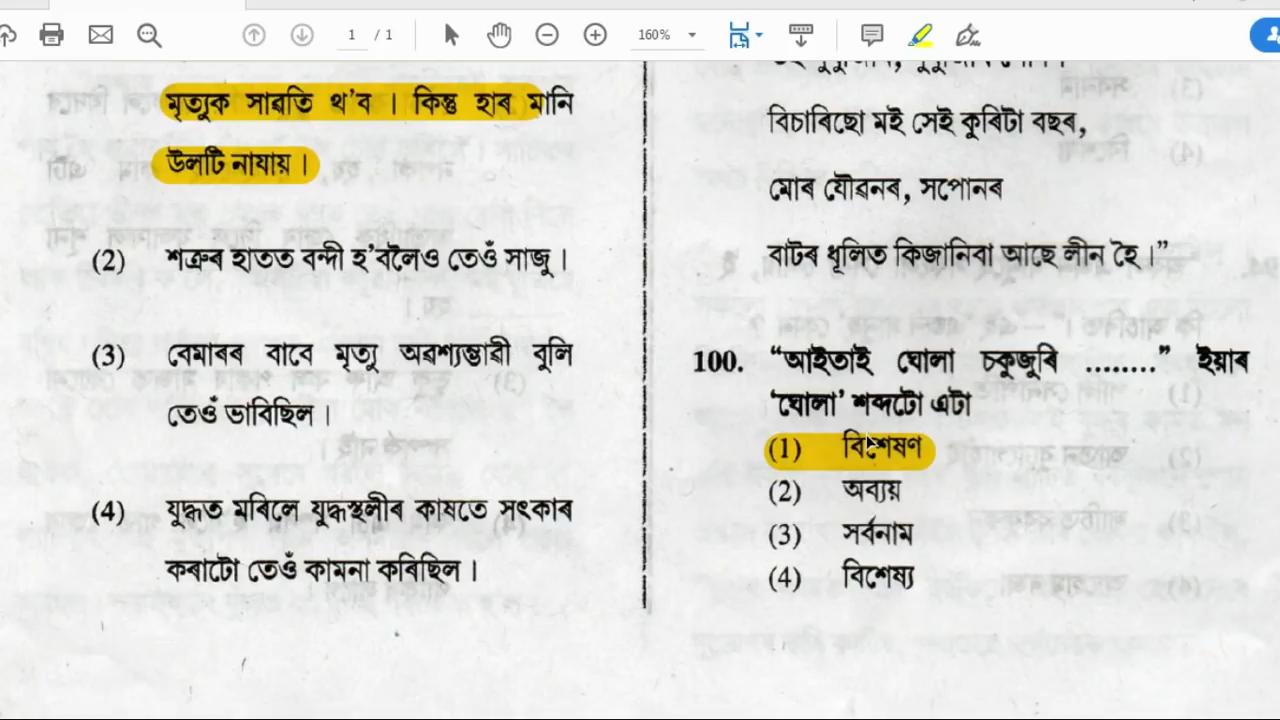 1 / 1
160%
মৃত্যুক সাৱতি থ'ব । কিন্তু হাৰ মানি
উলটি নাযায় ।
(2) শত্ৰুৰ হাতত বন্দী হ'বলৈও তেওঁ সাজু ।
(3) বেমাৰৰ বাবে মৃত্যু অৱশ্যম্ভাৱী বুলি
তেওঁ ভাবিছিল ।
(4) যুদ্ধত মৰিলে যুদ্ধস্থলীৰ কাষতে সৎকাৰ
কৰাটো তেওঁ কামনা কৰিছিল ।
বিচাৰিছো মই সেই কুৰিটা বছৰ,
মোৰ যৌৱনৰ, সপোনৰ
বাটৰ ধূলিত কিজানিবা আছে লীন হৈ ।”
100. “আইতাই ঘোলা চকুজুৰি ........” ইয়াৰ
‘ঘোলা’ শব্দটো এটা
(1) বিশেষণ
(2) অব্যয়
(3) সৰ্বনাম
(4) বিশেষ্য